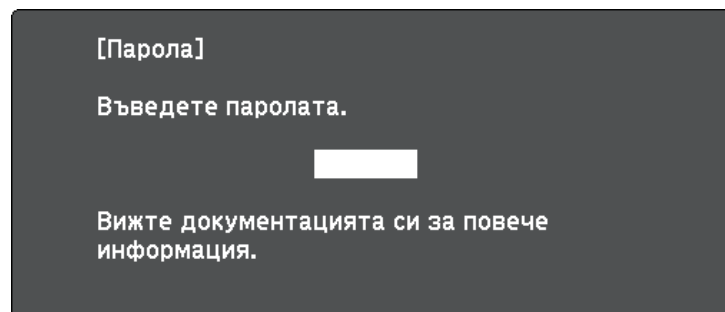 [Парола]
Въведете паролата.
Вижте документацията си за повече
информация.